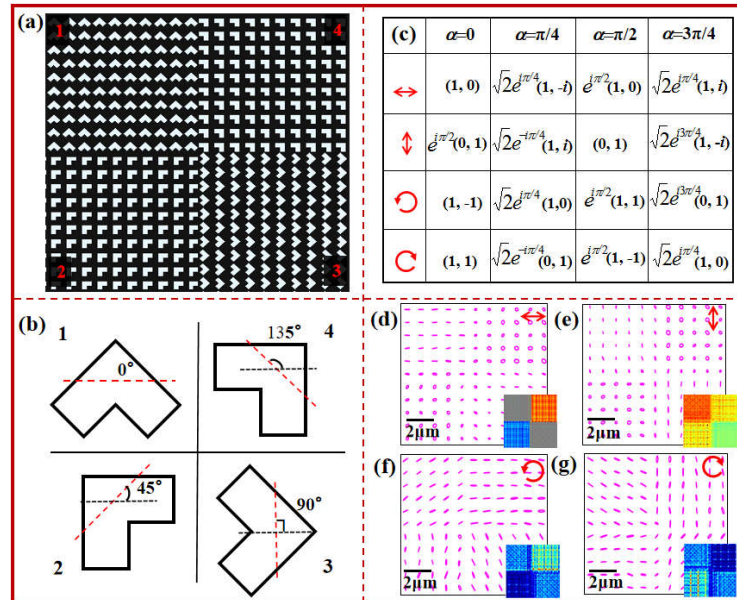 (a)
1
4
2
3
(b)
1
0°
135°
4
45°
2
90°
3
(c) α=0 α=π/4 α=π/2 α=3π/4
↔ (1, 0) √2e^{iπ/4}(1, -i) e^{iπ/2}(1, 0) √2e^{iπ/4}(1, i)
↕ e^{iπ/2}(0, 1) √2e^{-iπ/4}(1, i) (0, 1) √2e^{i3π/4}(1, -i)
↺ (1, -1) √2e^{iπ/4}(1,0) e^{iπ/2}(1, 1) √2e^{i3π/4}(0, 1)
↻ (1, 1) √2e^{-iπ/4}(0, 1) e^{iπ/2}(1, -1) √2e^{iπ/4}(1, 0)
(d)
2μm
(e)
2μm
(f)
2μm
(g)
2μm